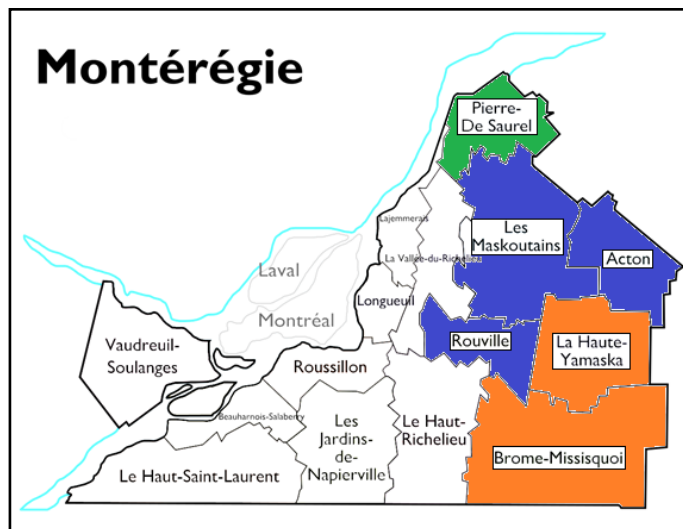 Montérégie
Pierre-
De Saurel
Lajemmerais
Les
Maskoutains
La Vallée-du-Richelieu
Acton
Laval
Longueuil
Montréal
Vaudreuil-
Soulanges
Rouville
La Haute-
Yamaska
Roussillon
Beauharnois-Salaberry
Les
Jardins-
de-
Napierville
Le Haut-
Richelieu
Brome-Missisquoi
Le Haut-Saint-Laurent